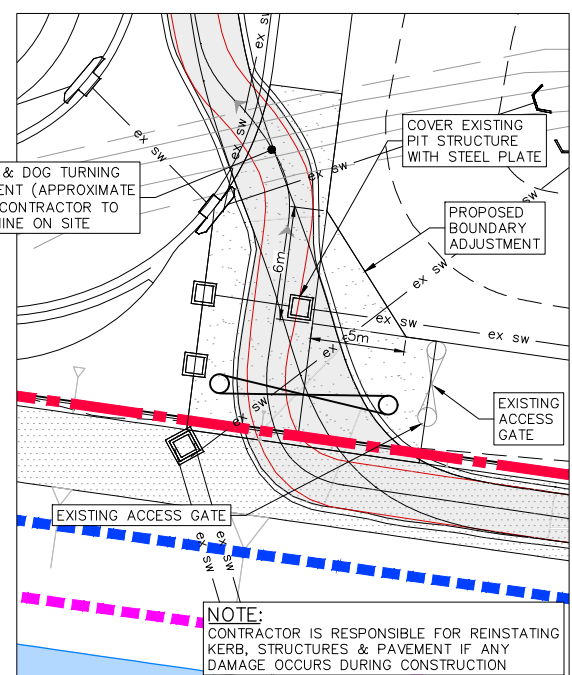 ex sw
ex sw
ex sw
ex sw
COVER EXISTING
PIT STRUCTURE
WITH STEEL PLATE
& DOG TURNING
ENT (APPROXIMATE
CONTRACTOR TO
INE ON SITE
PROPOSED
BOUNDARY
ADJUSTMENT
6m
ex sw
ex sw
ex sw
ex sw
5m
ex sw
EXISTING
ACCESS
GATE
EXISTING ACCESS GATE
ex sw
ex sw
NOTE:
CONTRACTOR IS RESPONSIBLE FOR REINSTATING
KERB, STRUCTURES & PAVEMENT IF ANY
DAMAGE OCCURS DURING CONSTRUCTION